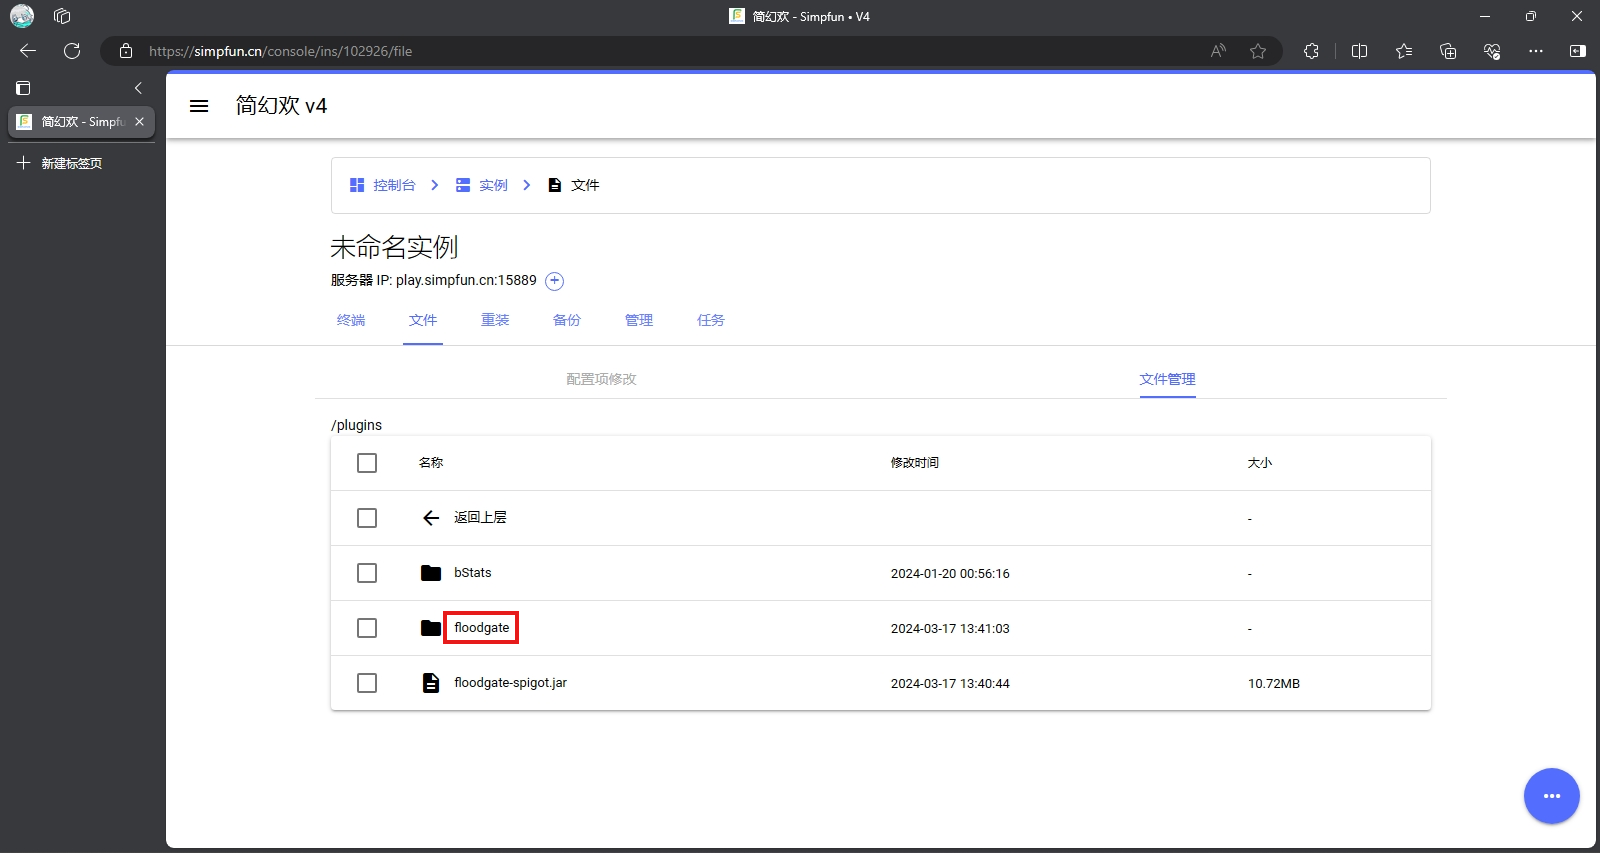 简幻欢 - Simpfun • V4
https://simpfun.cn/console/ins/102926/file
简幻欢 - Simpfu
新建标签页
简幻欢 v4
控制台 实例 文件
未命名实例
服务器 IP: play.simpfun.cn:15889
终端 文件 重装 备份 管理 任务
配置项修改 文件管理
/plugins
名称 修改时间 大小
返回上层 -
bStats 2024-01-20 00:56:16 -
floodgate 2024-03-17 13:41:03 -
floodgate-spigot.jar 2024-03-17 13:40:44 10.72MB